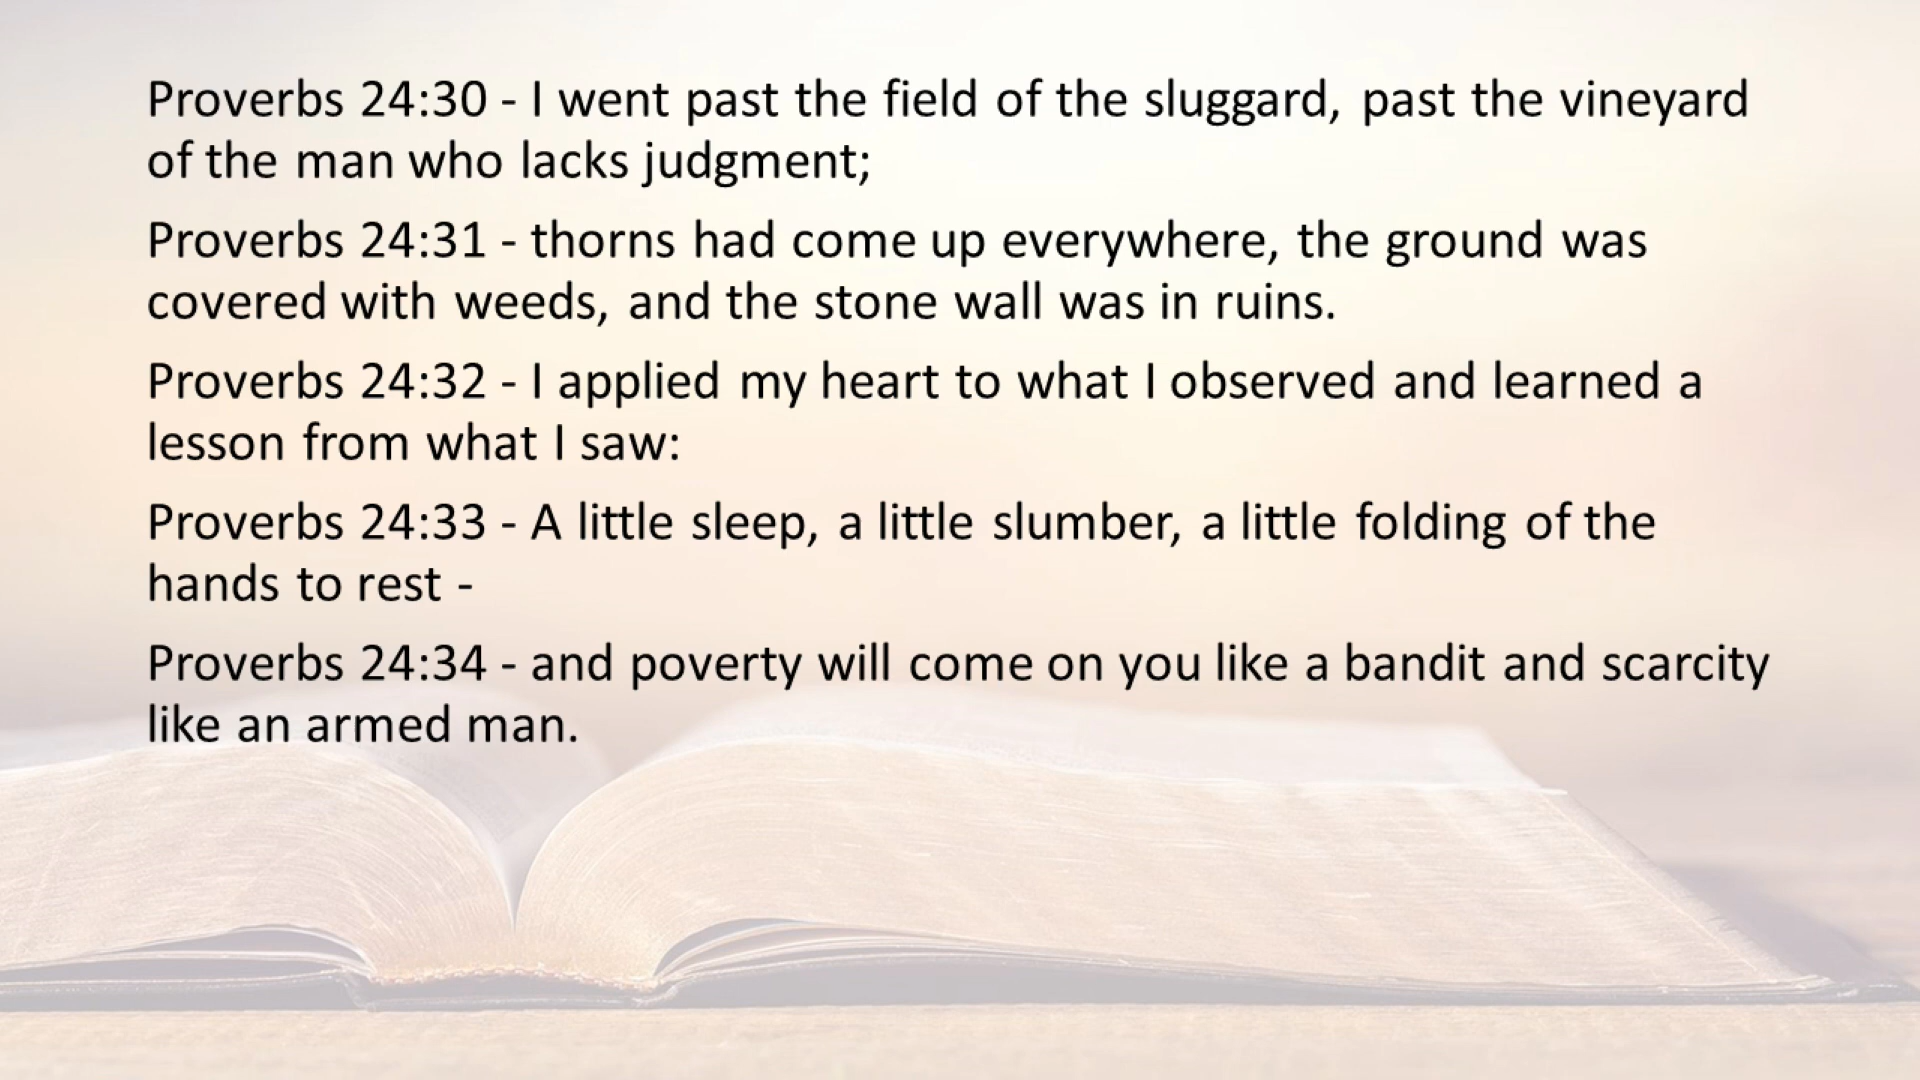 Proverbs 24:30 - I went past the field of the sluggard, past the vineyard
of the man who lacks judgment;
Proverbs 24:31 - thorns had come up everywhere, the ground was
covered with weeds, and the stone wall was in ruins.
Proverbs 24:32 - I applied my heart to what I observed and learned a
lesson from what I saw:
Proverbs 24:33 - A little sleep, a little slumber, a little folding of the
hands to rest -
Proverbs 24:34 - and poverty will come on you like a bandit and scarcity
like an armed man.